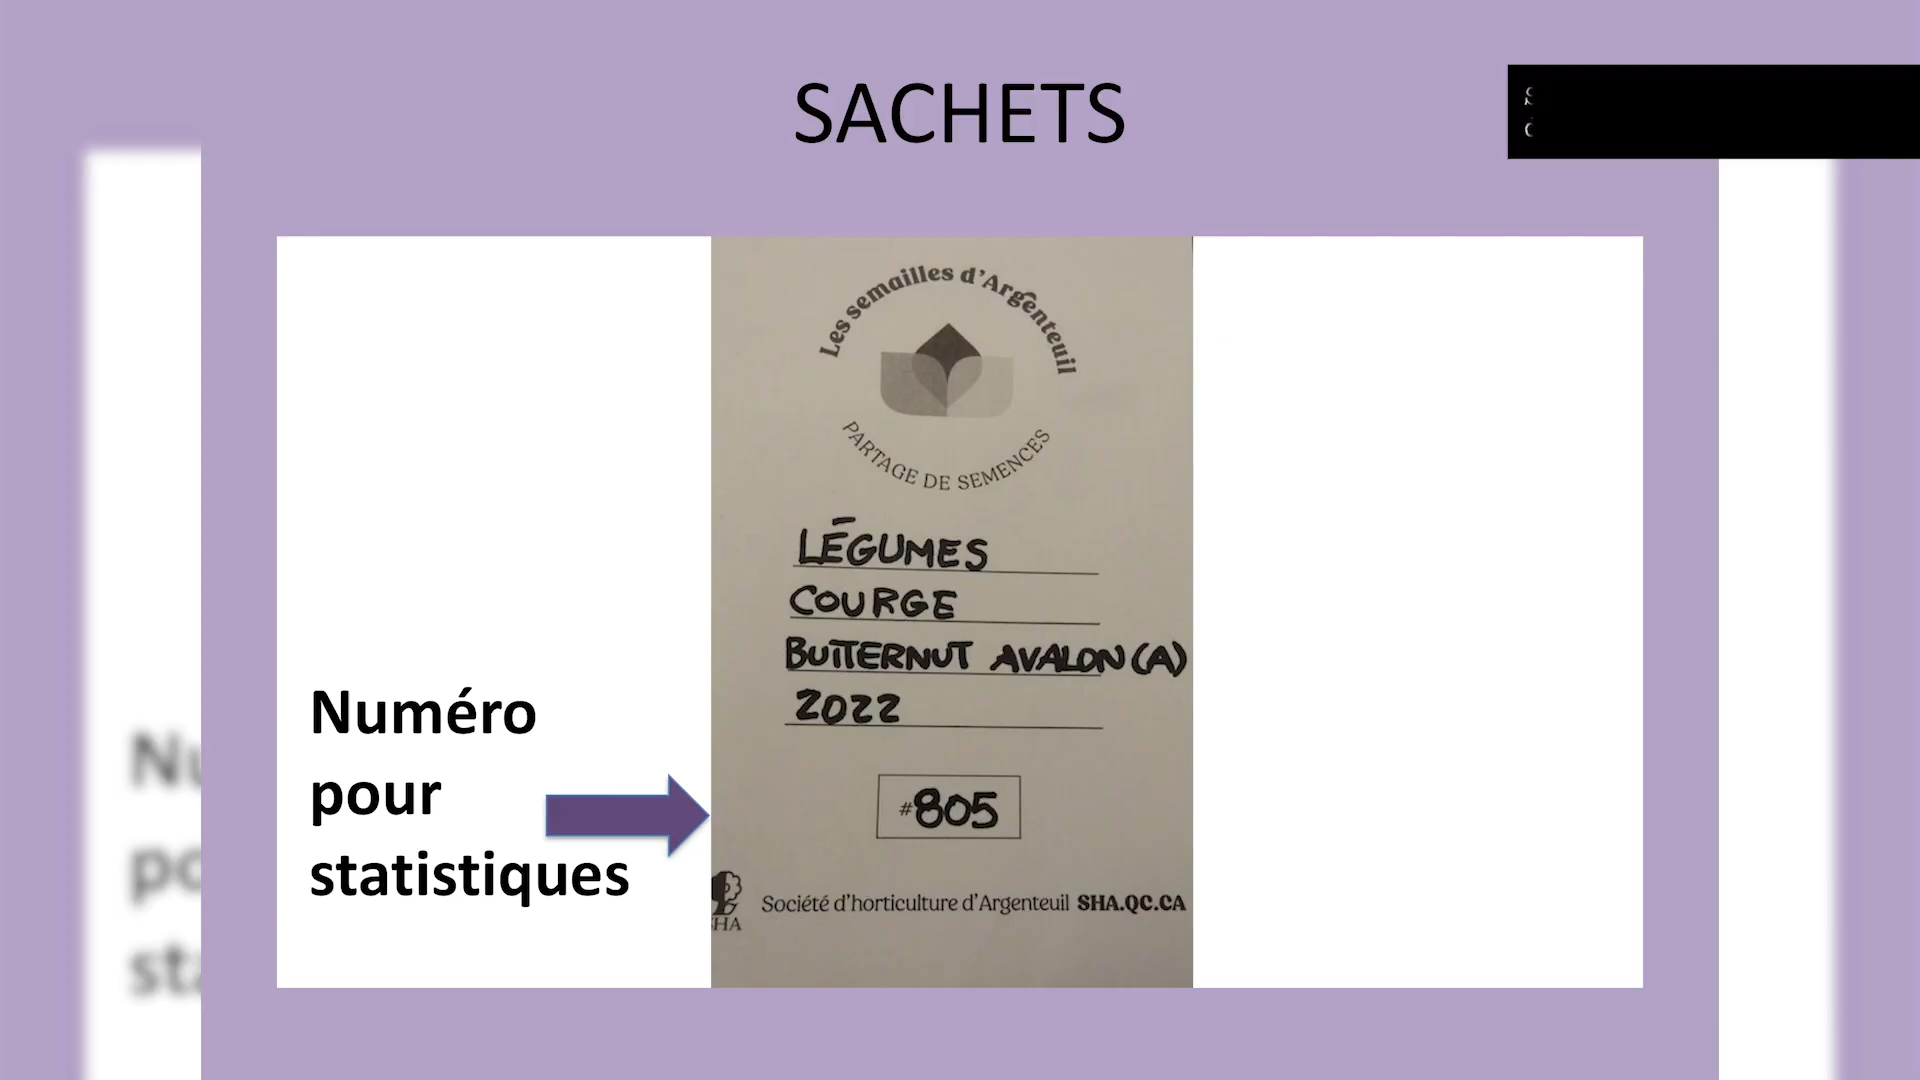 SACHETS
Les semailles d'Argenteuil
PARTAGE DE SEMENCES
LÉGUMES
COURGE
BUTTERNUT AVALON (A)
2022
Numéro
pour
statistiques
#805
SHA
Société d'horticulture d'Argenteuil SHA.QC.CA